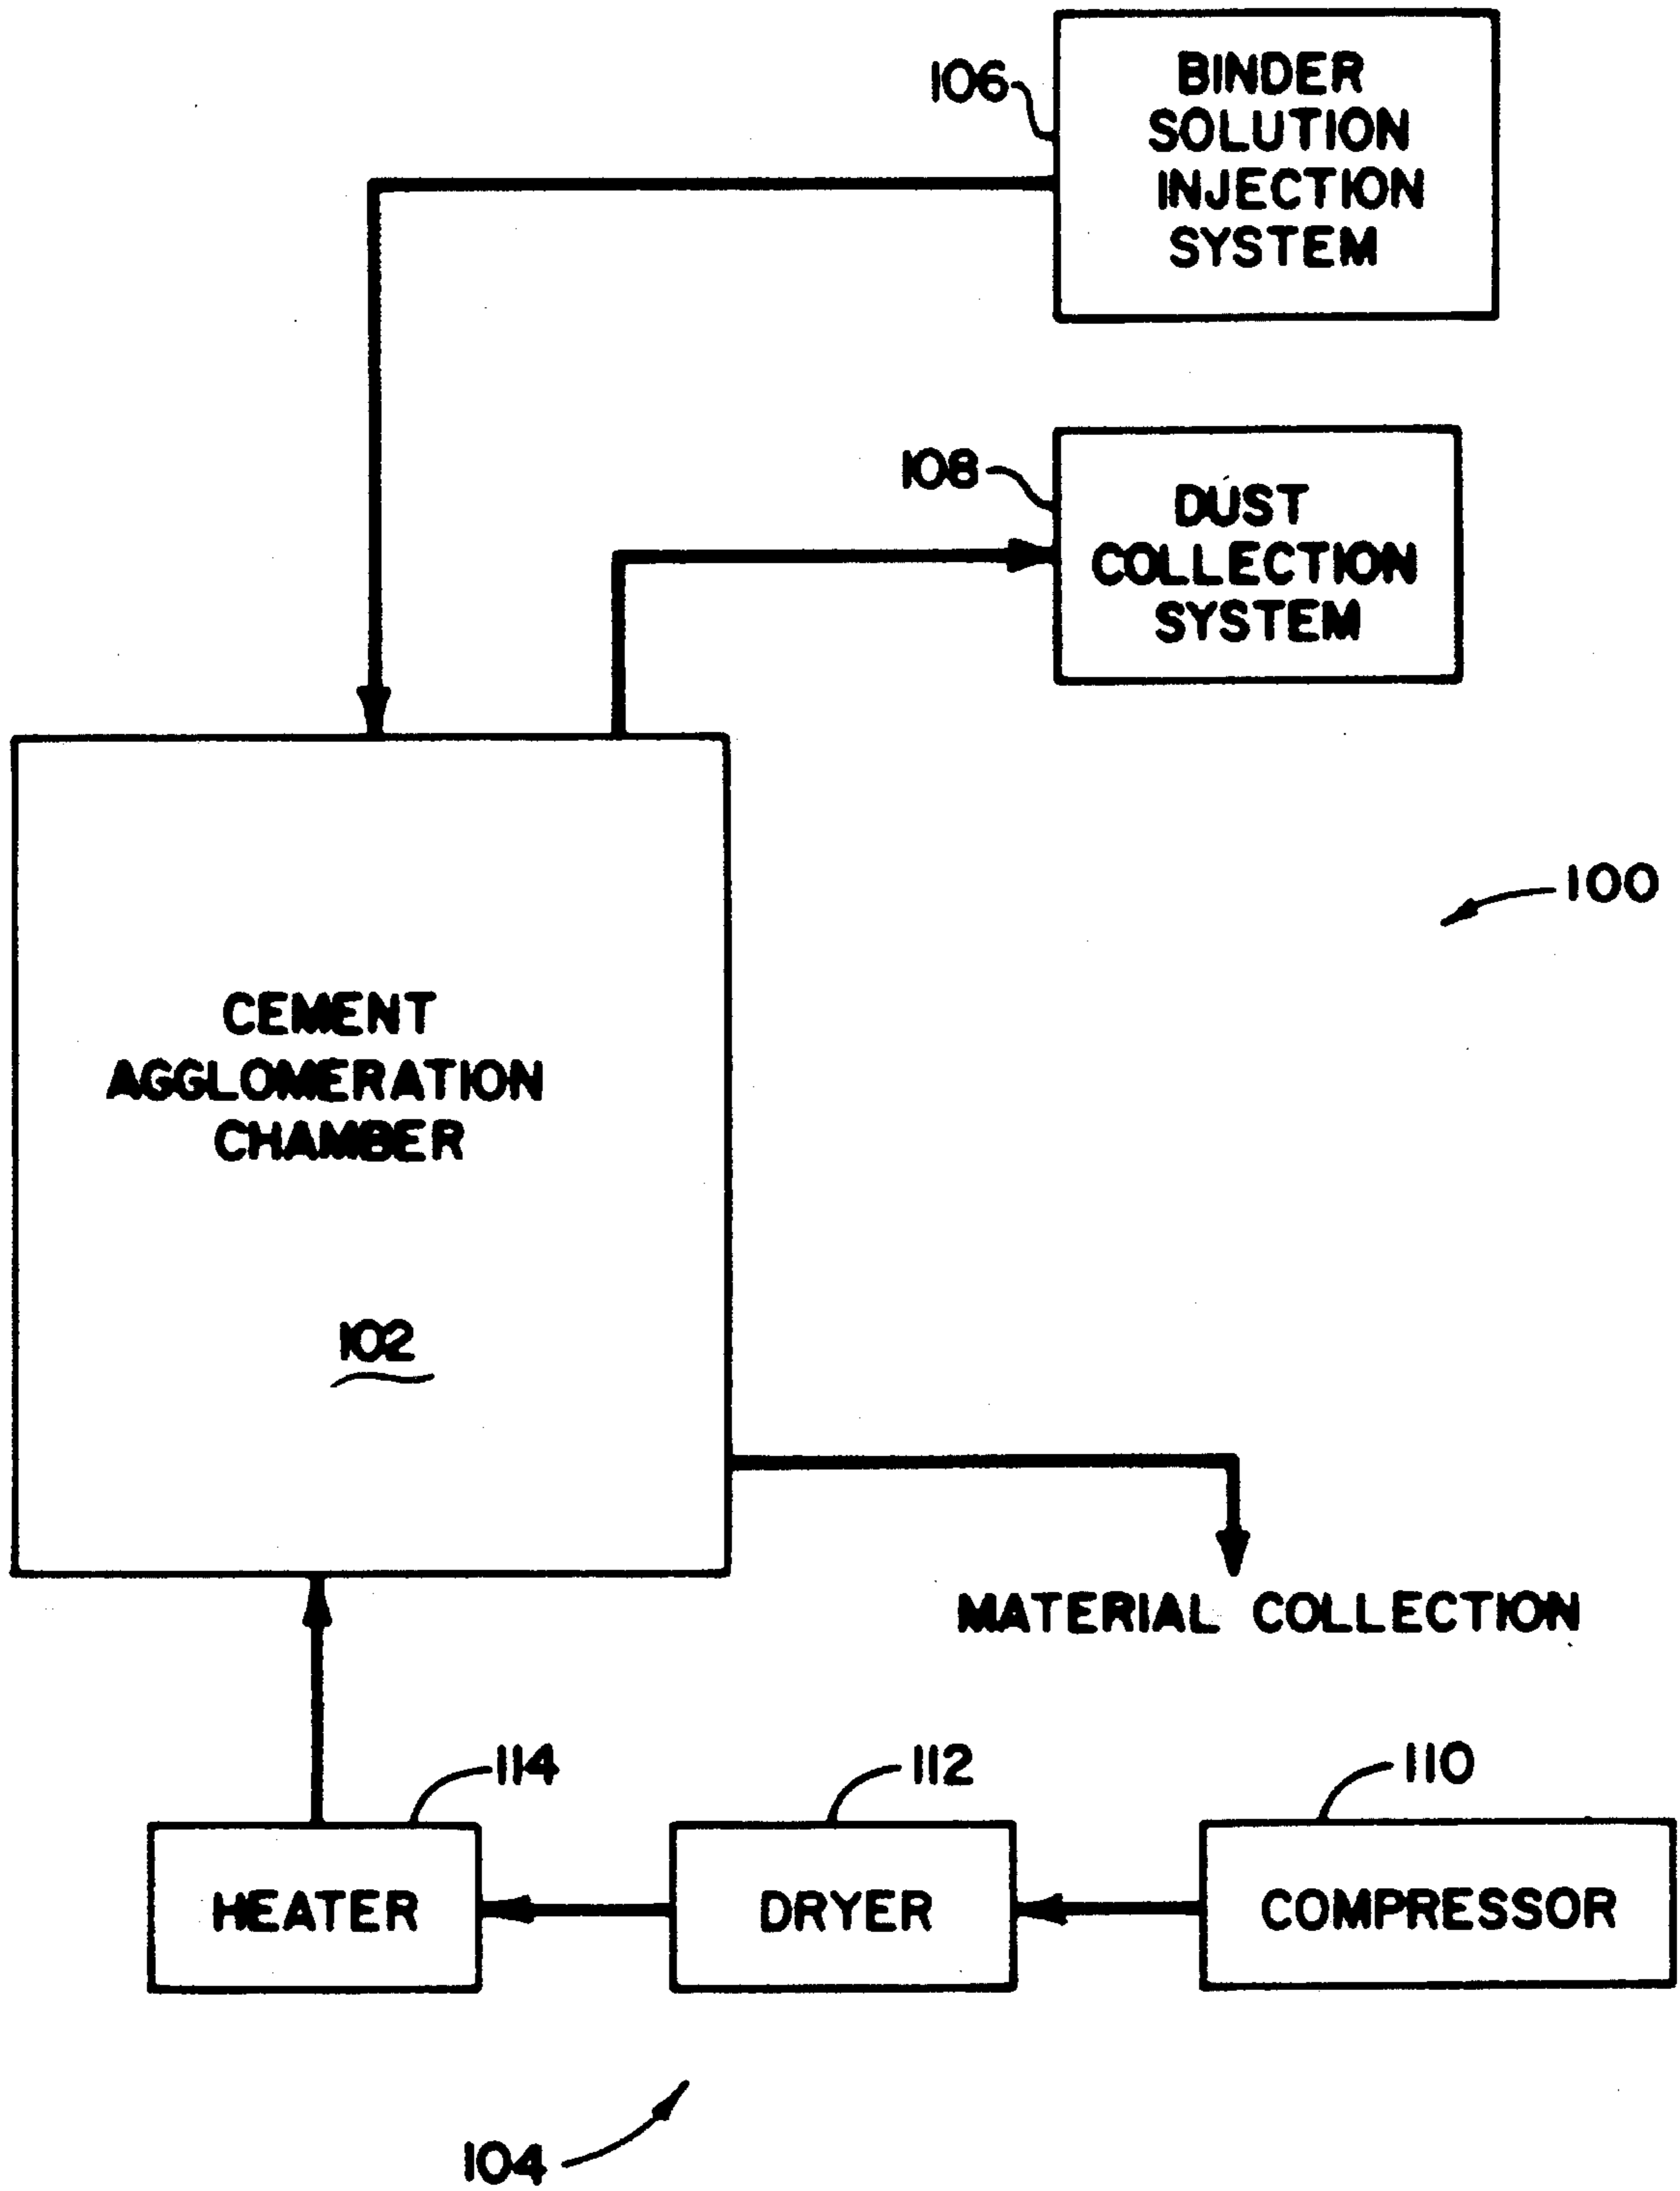 106
BINDER
SOLUTION
INJECTION
SYSTEM
108
DUST
COLLECTION
SYSTEM
100
CEMENT
AGGLOMERATION
CHAMBER
102
MATERIAL COLLECTION
114
112
110
HEATER
DRYER
COMPRESSOR
104